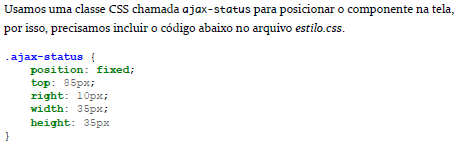 Usamos uma classe CSS chamada ajax-status para posicionar o componente na tela,
por isso, precisamos incluir o código abaixo no arquivo estilo.css.
.ajax-status {
    position: fixed;
    top: 85px;
    right: 10px;
    width: 35px;
    height: 35px
}